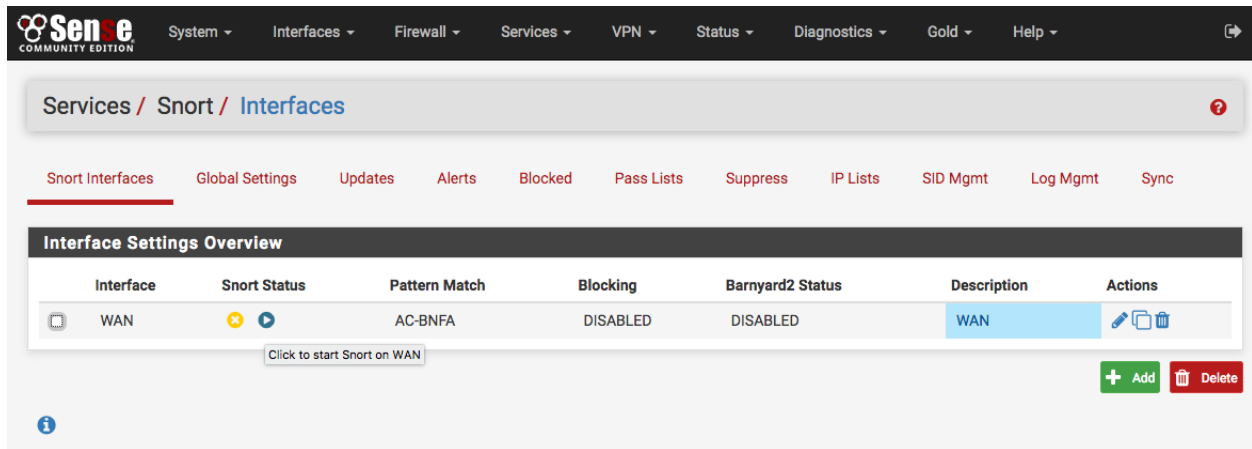 Sense
COMMUNITY EDITION
System Interfaces Firewall Services VPN Status Diagnostics Gold Help
Services / Snort / Interfaces
Snort Interfaces Global Settings Updates Alerts Blocked Pass Lists Suppress IP Lists SID Mgmt Log Mgmt Sync
Interface Settings Overview
Interface Snort Status Pattern Match Blocking Barnyard2 Status Description Actions
WAN AC-BNFA DISABLED DISABLED WAN
Click to start Snort on WAN
Add Delete